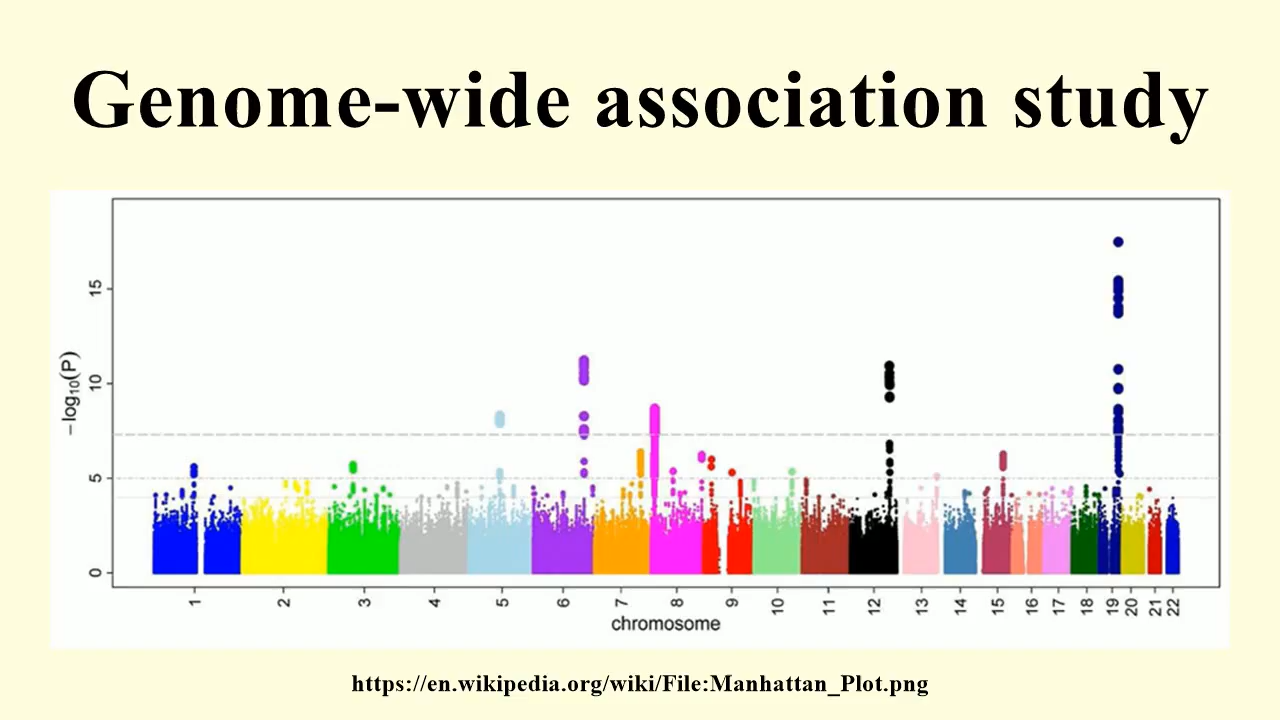 Genome-wide association study
15
10
5
0
−log₁₀(P)
1 2 3 4 5 6 7 8 9 10 11 12 13 14 15 16 17 18 19 20 21 22
chromosome
https://en.wikipedia.org/wiki/File:Manhattan_Plot.png